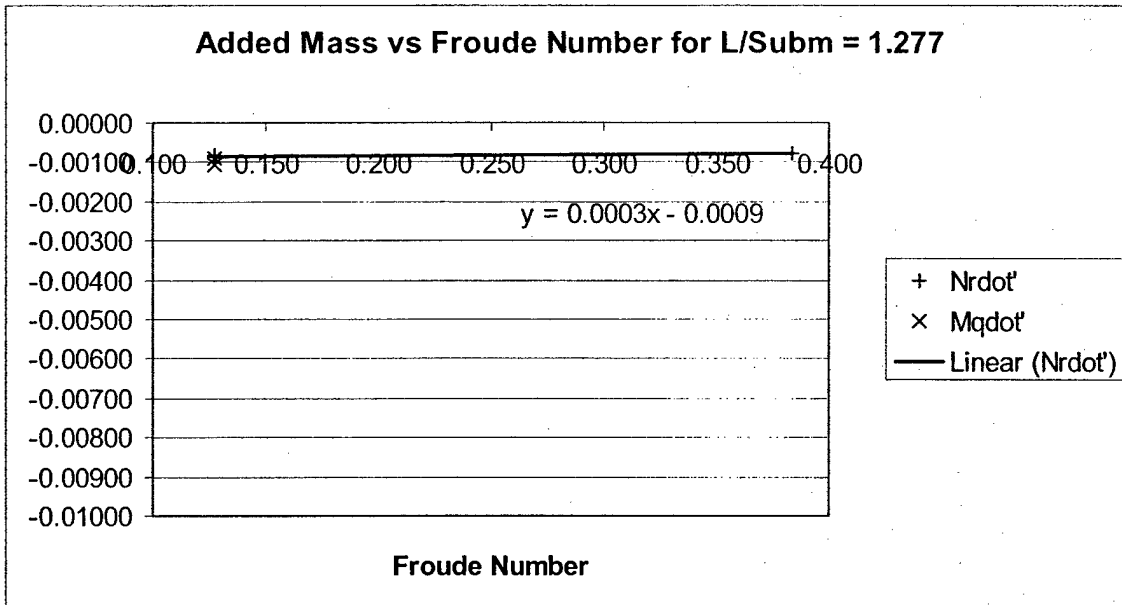 Added Mass vs Froude Number for L/Subm = 1.277
0.00000
-0.00100
0.100 0.150 0.200 0.250 0.300 0.350 0.400
-0.00200
y = 0.0003x - 0.0009
-0.00300
-0.00400
-0.00500
-0.00600
-0.00700
-0.00800
-0.00900
-0.01000
Nrdot'
Mqdot'
Linear (Nrdot')
Froude Number